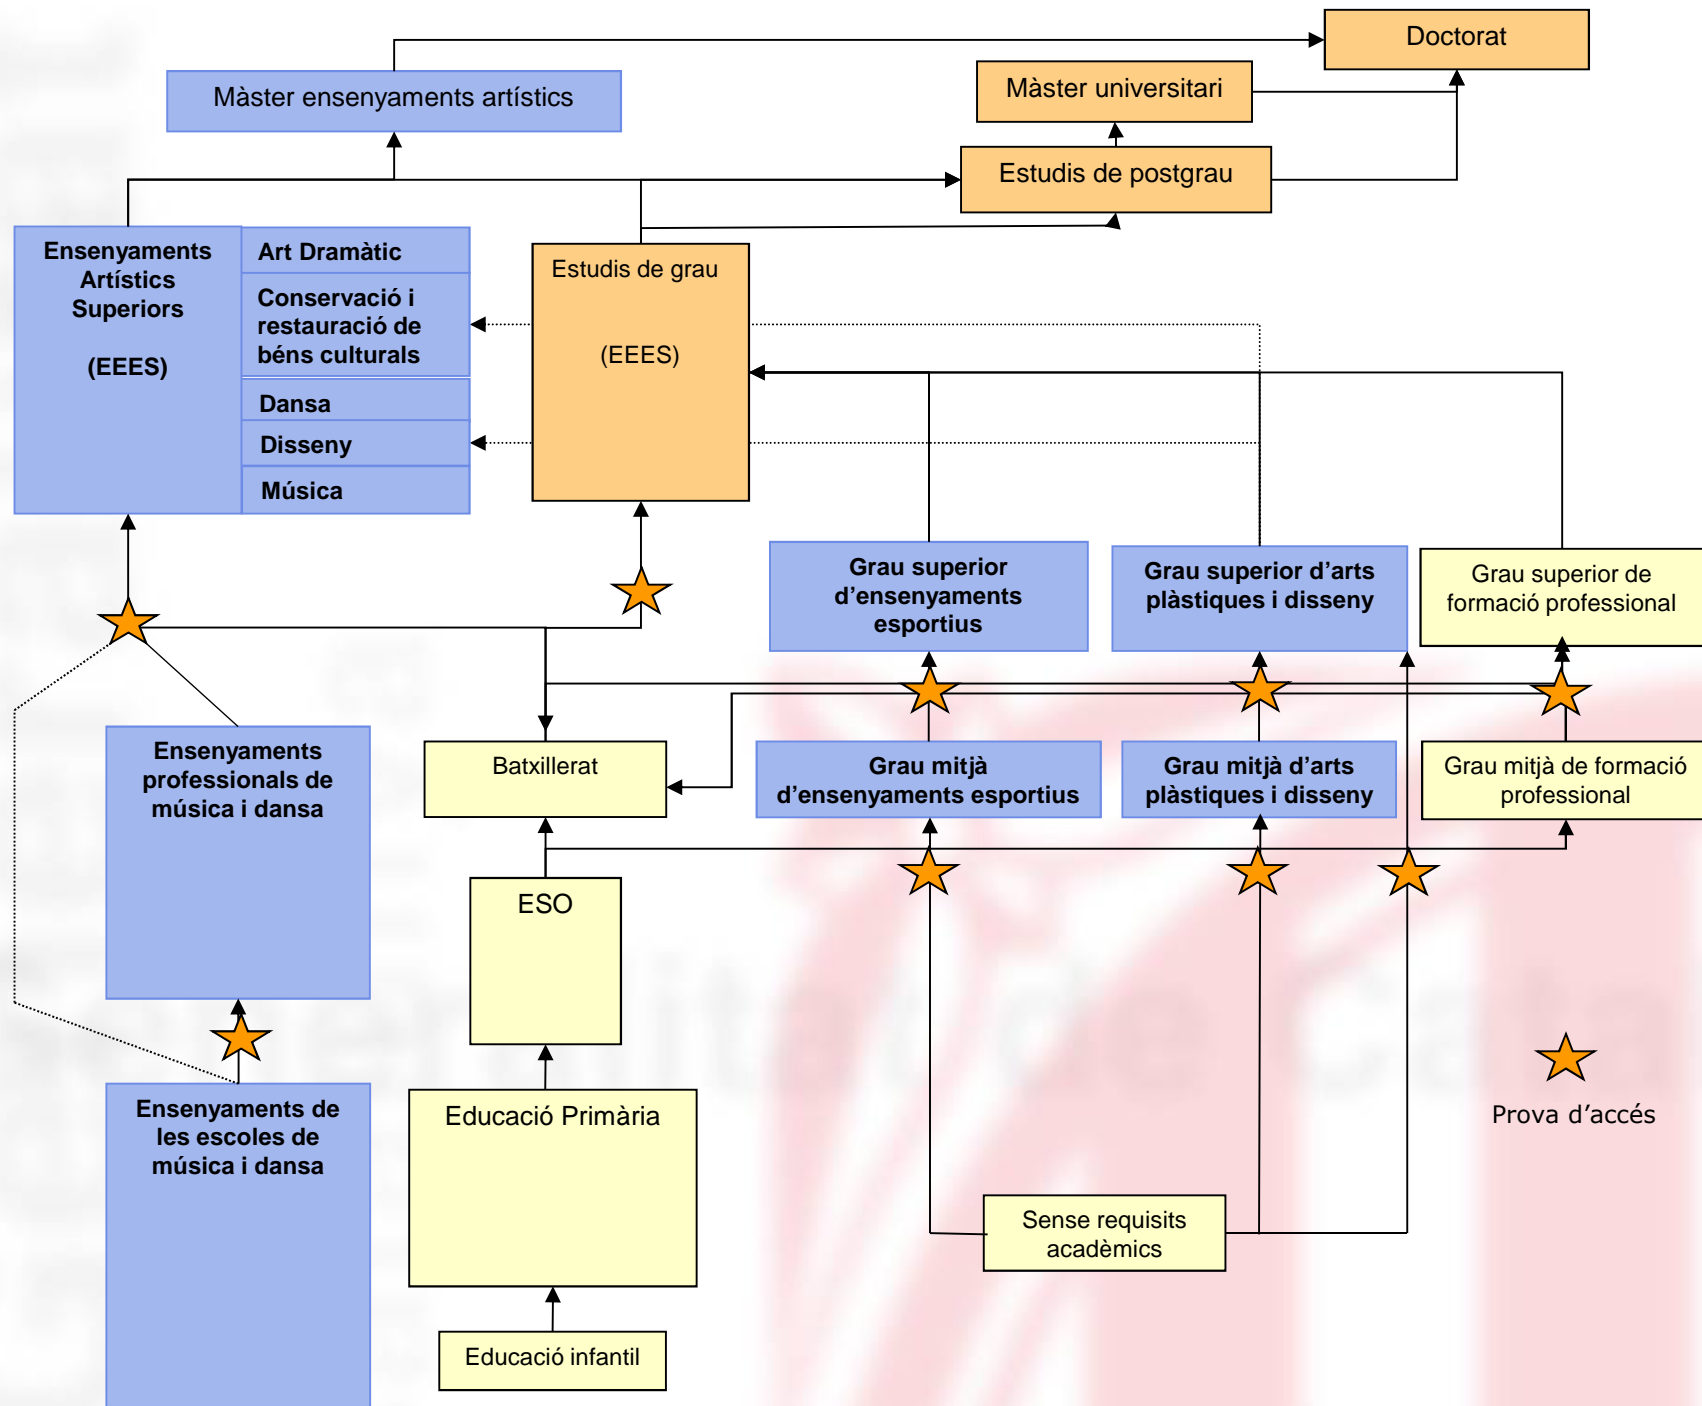 Doctorat
Màster ensenyaments artístics
Màster universitari
Estudis de postgrau
Ensenyaments
Artístics
Superiors
(EEES)
Art Dramàtic
Conservació i
restauració de
béns culturals
Dansa
Disseny
Música
Estudis de grau
(EEES)
Grau superior
d’ensenyaments
esportius
Grau superior d’arts
plàstiques i disseny
Grau superior de
formació professional
Ensenyaments
professionals de
música i dansa
Batxillerat
Grau mitjà
d’ensenyaments esportius
Grau mitjà d’arts
plàstiques i disseny
Grau mitjà de formació
professional
ESO
Ensenyaments de
les escoles de
música i dansa
Educació Primària
Prova d’accés
Sense requisits
acadèmics
Educació infantil